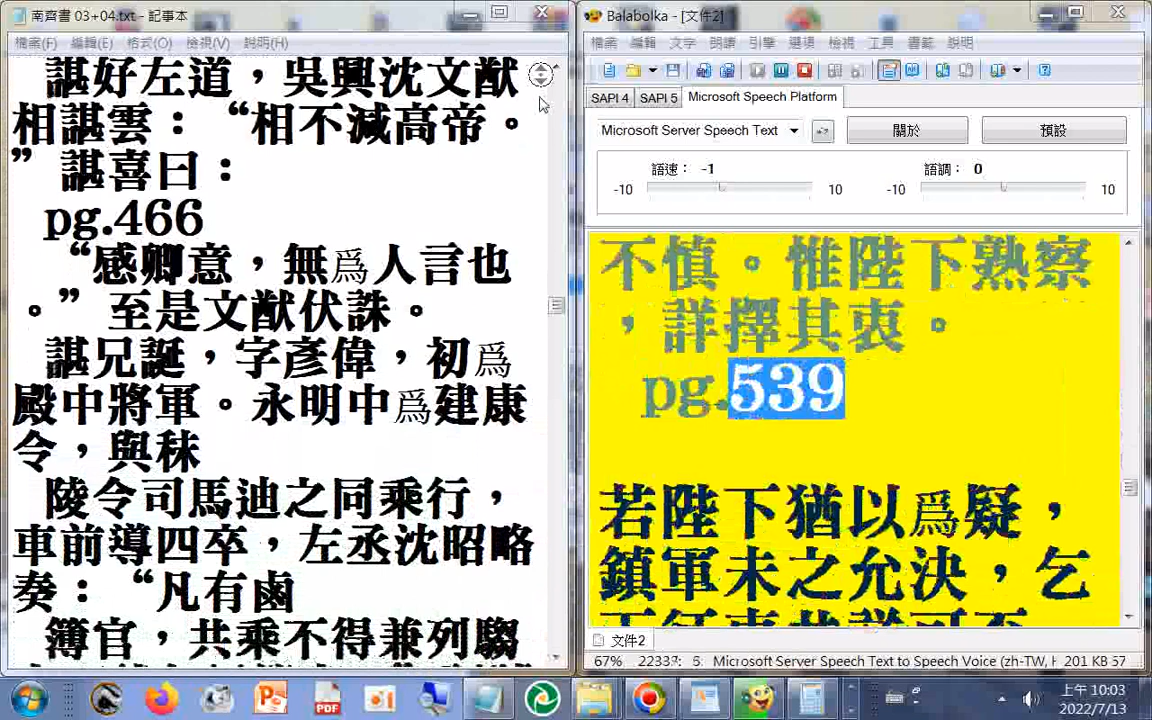 南齊書 03+04.txt - 記事本
檔案(F) 編輯(E) 格式(O) 檢視(V) 說明(H)
諶好左道，吳興沈文猷
相諶雲：“相不減高帝。
”諶喜曰：
pg.466
“感卿意，無爲人言也
。”至是文猷伏誅。
諶兄誕，字彥偉，初爲
殿中將軍。永明中爲建康
令，與秣
陵令司馬迪之同乘行，
車前導四卒，左丞沈昭略
奏：“凡有鹵
簿官，共乘不得兼列騶
Balabolka - [文件2]
檔案 編輯 文字 朗讀 引擎 選項 檢視 工具 書籤 說明
SAPI 4 SAPI 5 Microsoft Speech Platform
Microsoft Server Speech Text 關於 預設
語速： -1 語調： 0
-10 10 -10 10
不慎。惟陛下熟察
，詳擇其衷。
pg.539
若陛下猶以爲疑，
鎮軍未之允決，乞
文件2
67% 22337: 5 Microsoft Server Speech Text to Speech Voice (zh-TW, H 201 KB 57
上午 10:03
2022/7/13